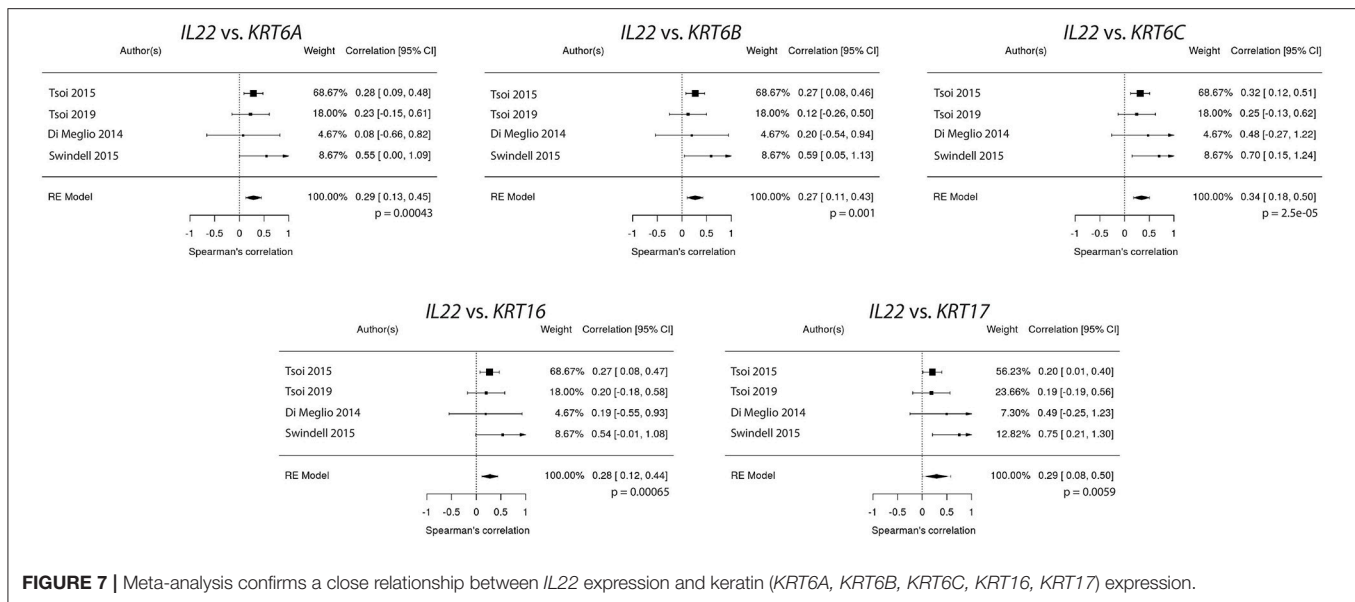 IL22 vs. KRT6A
Author(s) Weight Correlation [95% CI]
Tsoi 2015 68.67% 0.28 [ 0.09, 0.48]
Tsoi 2019 18.00% 0.23 [-0.15, 0.61]
Di Meglio 2014 4.67% 0.08 [-0.66, 0.82]
Swindell 2015 8.67% 0.55 [ 0.00, 1.09]
RE Model 100.00% 0.29 [ 0.13, 0.45]
p = 0.00043
-1 -0.5 0 0.5 1
Spearman's correlation
IL22 vs. KRT6B
Author(s) Weight Correlation [95% CI]
Tsoi 2015 68.67% 0.27 [ 0.08, 0.46]
Tsoi 2019 18.00% 0.12 [-0.26, 0.50]
Di Meglio 2014 4.67% 0.20 [-0.54, 0.94]
Swindell 2015 8.67% 0.59 [ 0.05, 1.13]
RE Model 100.00% 0.27 [ 0.11, 0.43]
p = 0.001
-1 -0.5 0 0.5 1
Spearman's correlation
IL22 vs. KRT6C
Author(s) Weight Correlation [95% CI]
Tsoi 2015 68.67% 0.32 [ 0.12, 0.51]
Tsoi 2019 18.00% 0.25 [-0.13, 0.62]
Di Meglio 2014 4.67% 0.48 [-0.27, 1.22]
Swindell 2015 8.67% 0.70 [ 0.15, 1.24]
RE Model 100.00% 0.34 [ 0.18, 0.50]
p = 2.5e-05
-1 -0.5 0 0.5 1
Spearman's correlation
IL22 vs. KRT16
Author(s) Weight Correlation [95% CI]
Tsoi 2015 68.67% 0.27 [ 0.08, 0.47]
Tsoi 2019 18.00% 0.20 [-0.18, 0.58]
Di Meglio 2014 4.67% 0.19 [-0.55, 0.93]
Swindell 2015 8.67% 0.54 [-0.01, 1.08]
RE Model 100.00% 0.28 [ 0.12, 0.44]
p = 0.00065
-1 -0.5 0 0.5 1
Spearman's correlation
IL22 vs. KRT17
Author(s) Weight Correlation [95% CI]
Tsoi 2015 56.23% 0.20 [ 0.01, 0.40]
Tsoi 2019 23.66% 0.19 [-0.19, 0.56]
Di Meglio 2014 7.30% 0.49 [-0.25, 1.23]
Swindell 2015 12.82% 0.75 [ 0.21, 1.30]
RE Model 100.00% 0.29 [ 0.08, 0.50]
p = 0.0059
-1 -0.5 0 0.5 1
Spearman's correlation
FIGURE 7 | Meta-analysis confirms a close relationship between IL22 expression and keratin (KRT6A, KRT6B, KRT6C, KRT16, KRT17) expression.